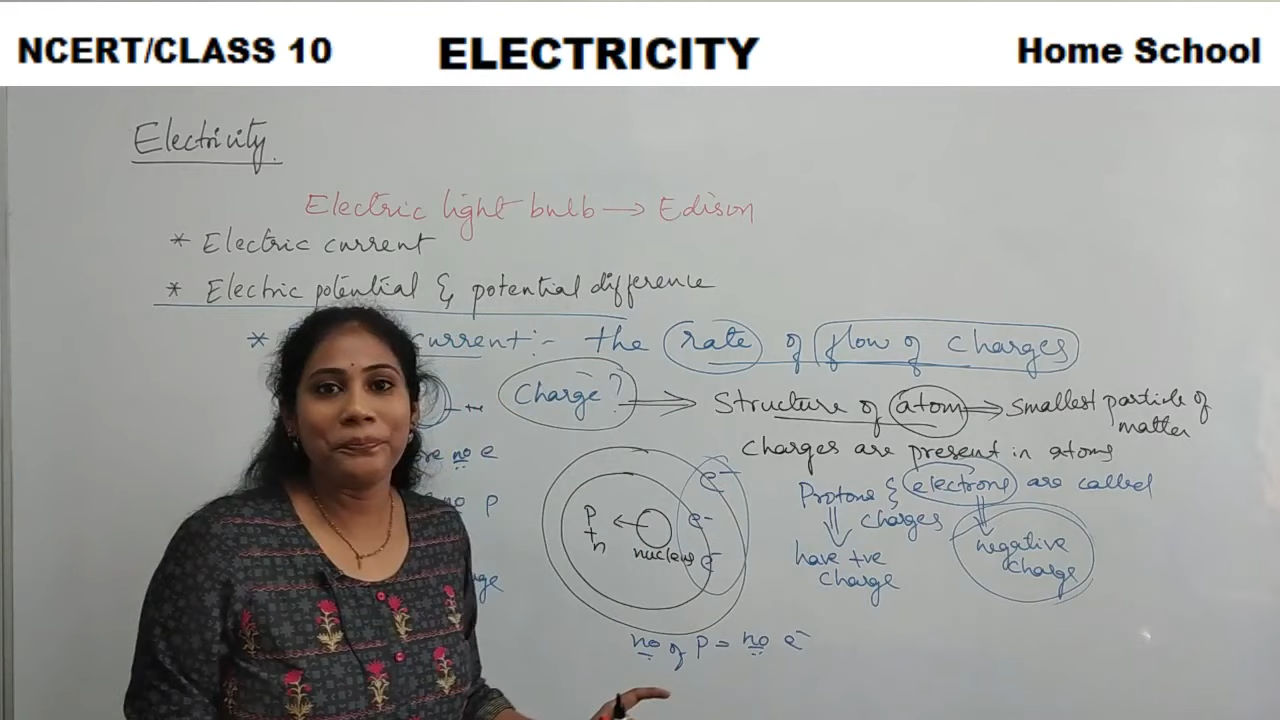 NCERT/CLASS 10
ELECTRICITY
Home School
Electricity.
Electric light bulb → Edison
* Electric current
* Electric potential & potential difference
* current :- the rate of flow of charges
Charge? ⇒ Structure of atom ⇒ smallest particle of
matter
Charges are present in atoms
no e
no p
e⁻
e⁻
e⁻
P
+
n
nucleus
Protons & electrons are called
charges
have +ve
charge
negative
charge
no of P = no e⁻